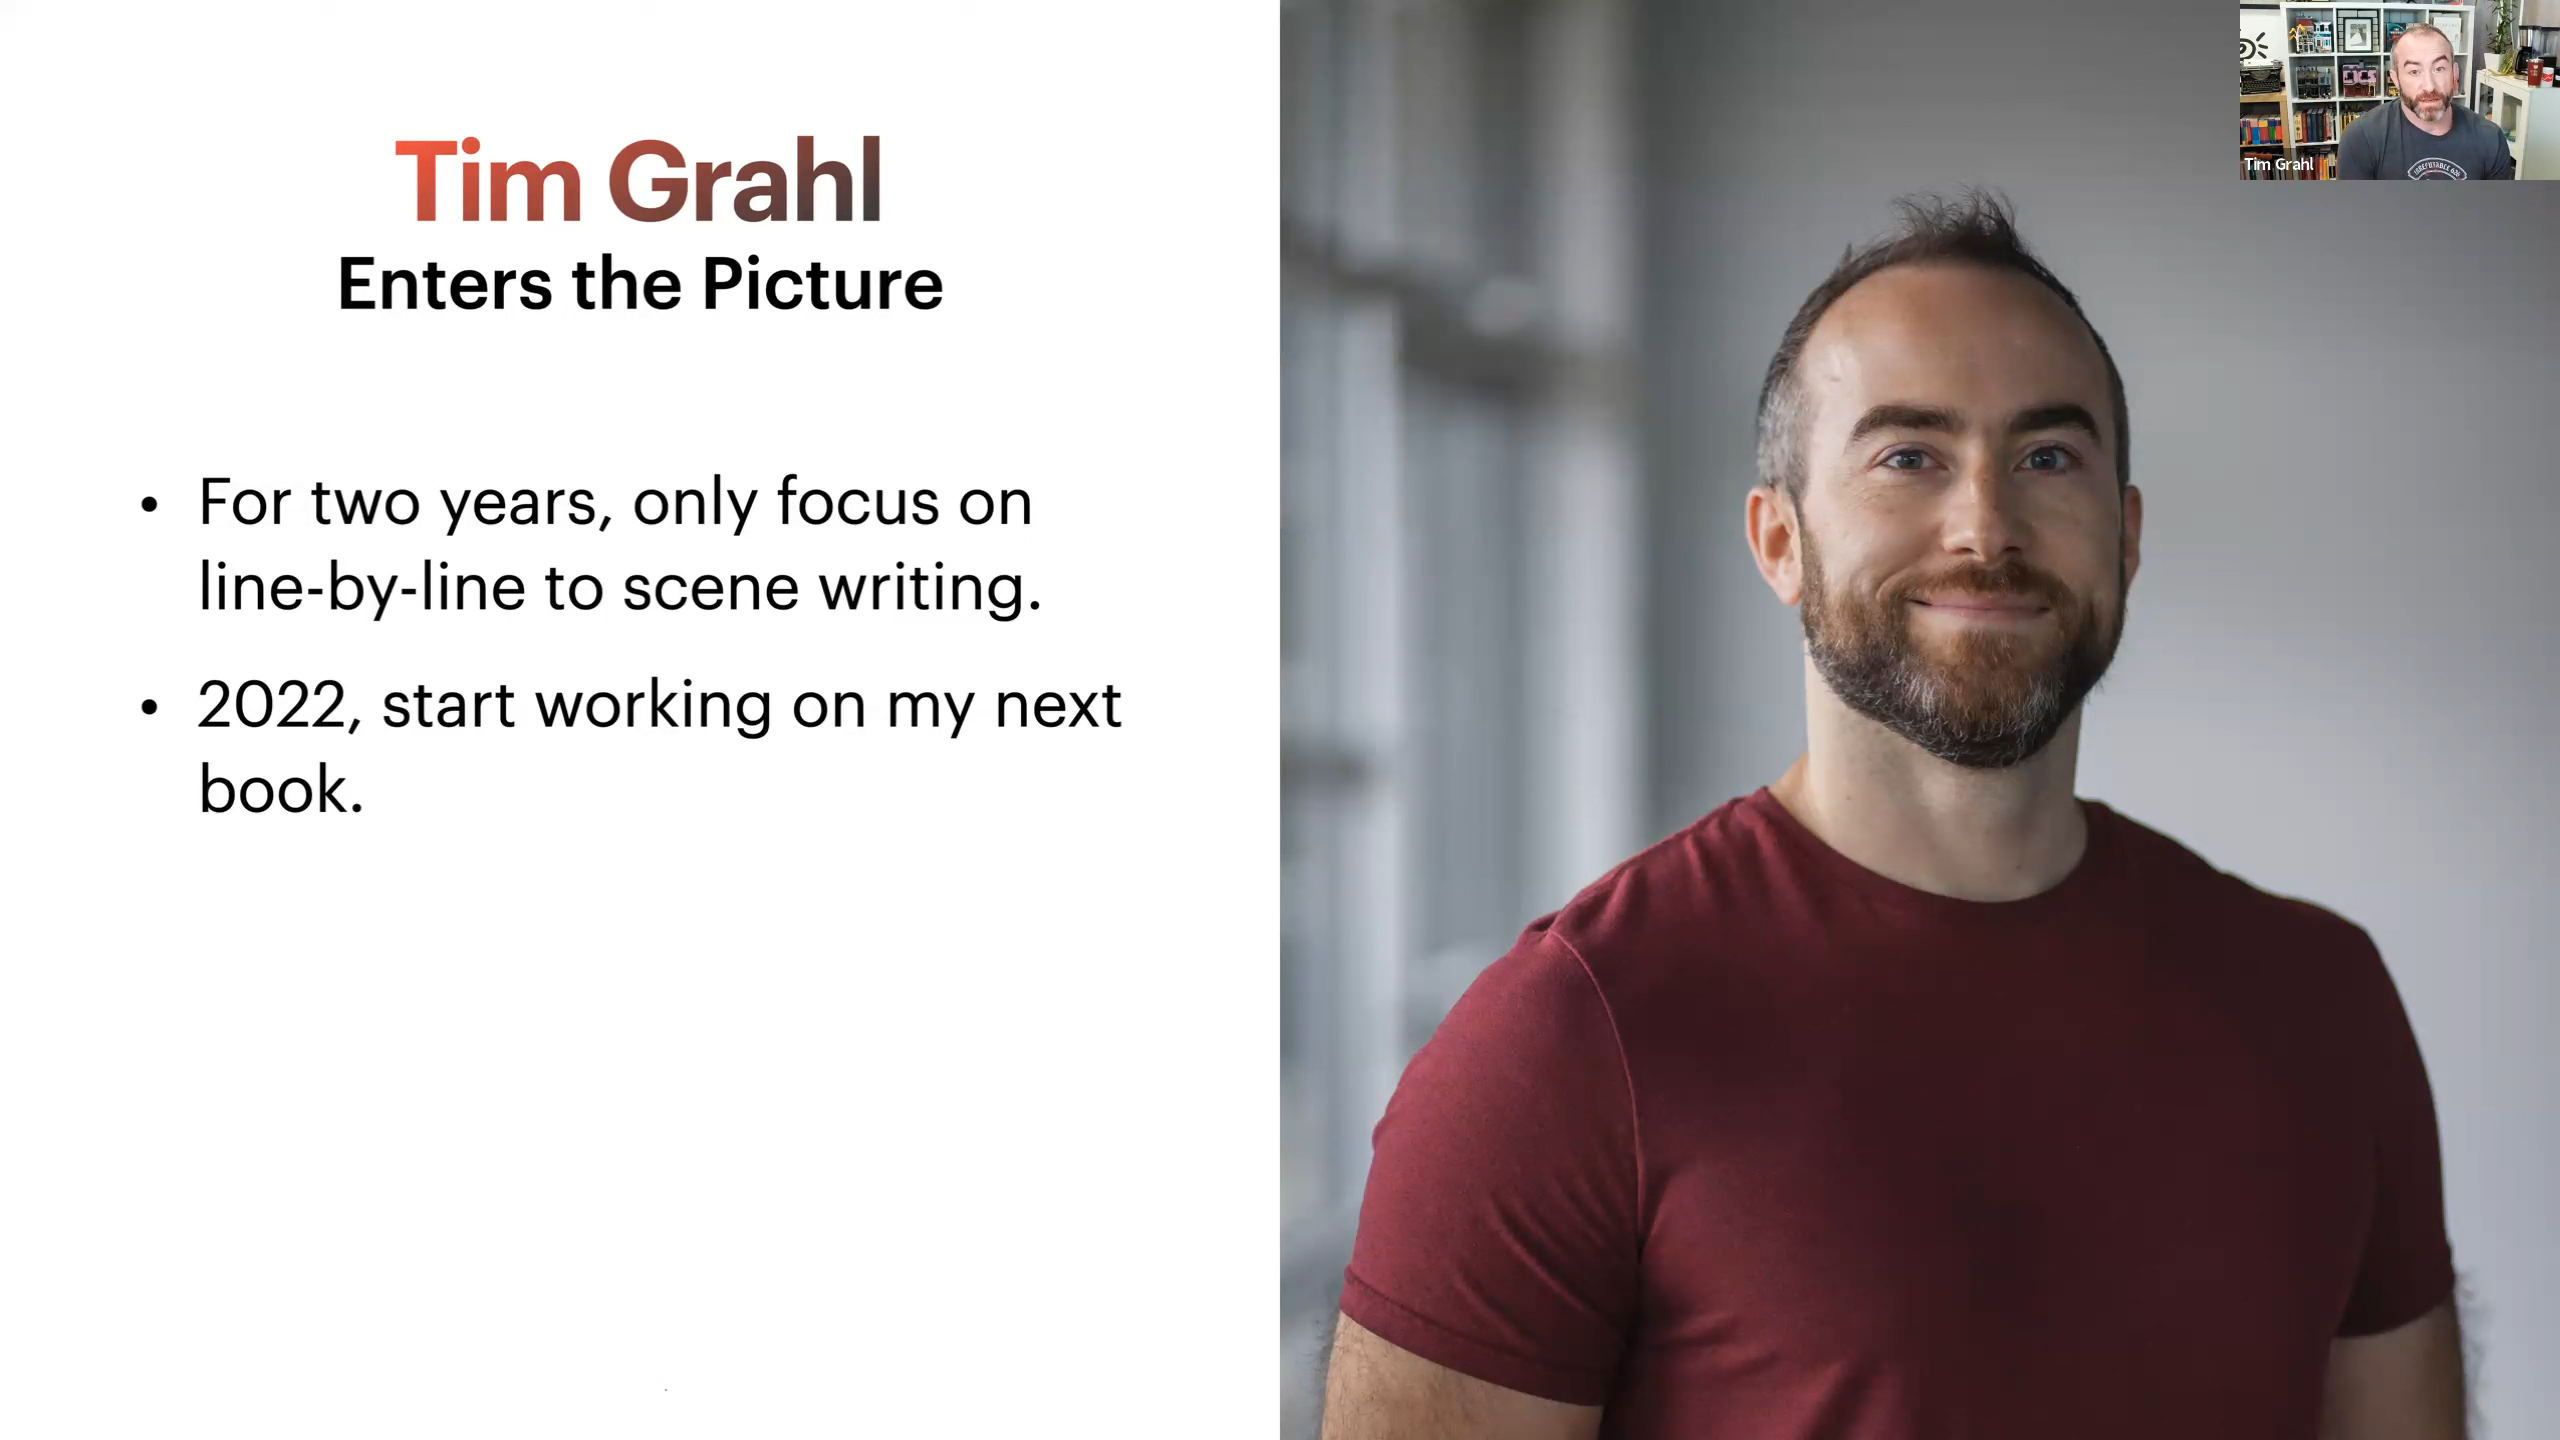 Tim Grahl
Enters the Picture
• For two years, only focus on
line-by-line to scene writing.
• 2022, start working on my next
book.
Tim Grahl